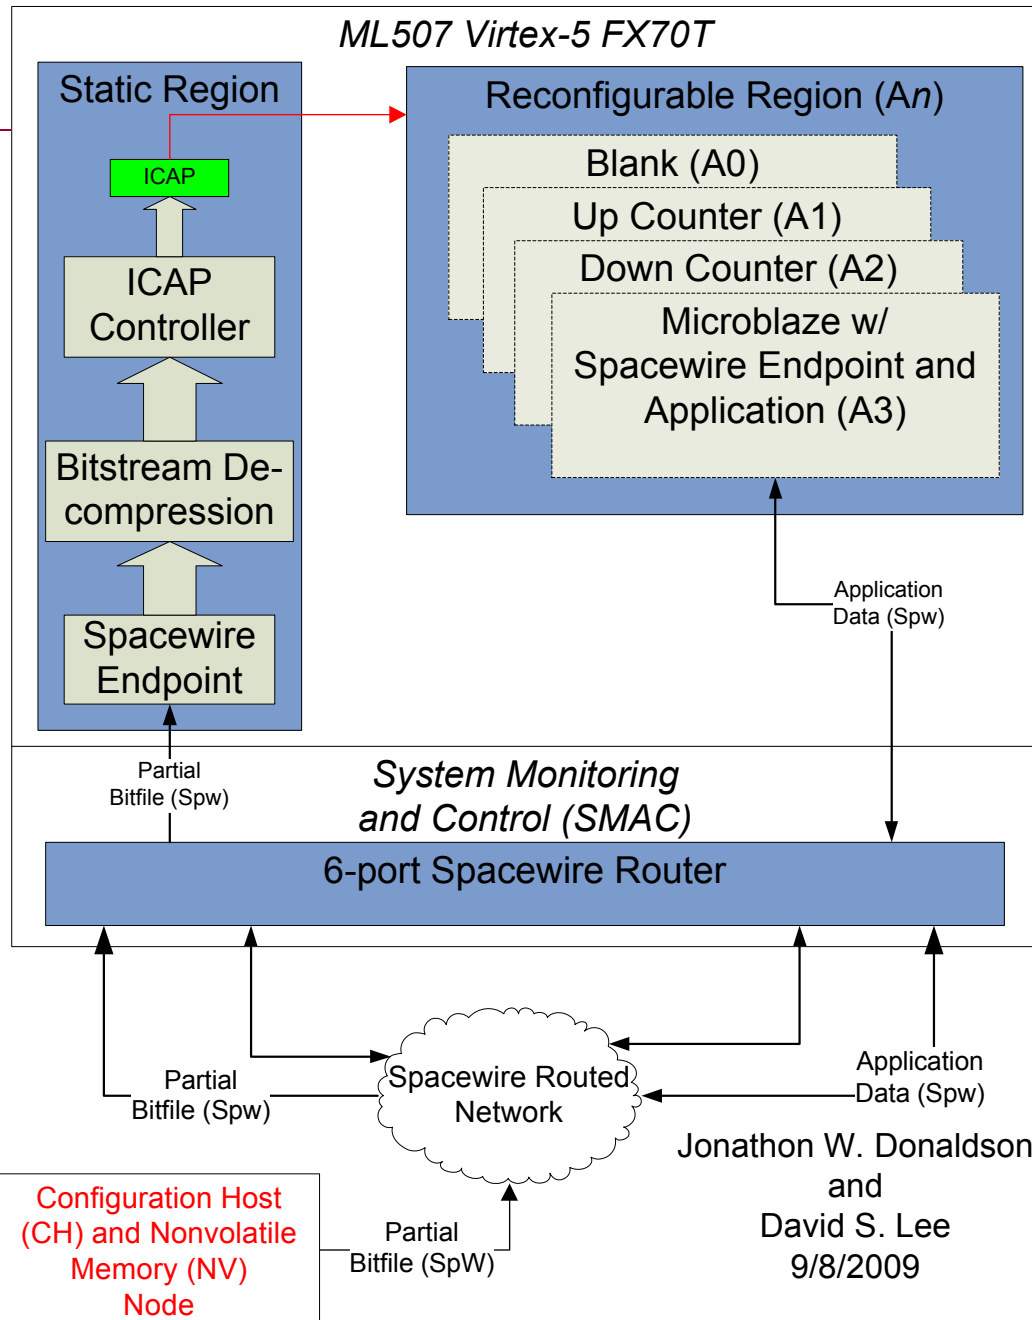 ML507 Virtex-5 FX70T
Static Region
ICAP
ICAP
Controller
Bitstream De-
compression
Spacewire
Endpoint
Reconfigurable Region (An)
Blank (A0)
Up Counter (A1)
Down Counter (A2)
Microblaze w/
Spacewire Endpoint and
Application (A3)
Application
Data (Spw)
Partial
Bitfile (Spw)
System Monitoring
and Control (SMAC)
6-port Spacewire Router
Partial
Bitfile (Spw)
Spacewire Routed
Network
Application
Data (Spw)
Configuration Host
(CH) and Nonvolatile
Memory (NV)
Node
Partial
Bitfile (SpW)
Jonathon W. Donaldson
and
David S. Lee
9/8/2009